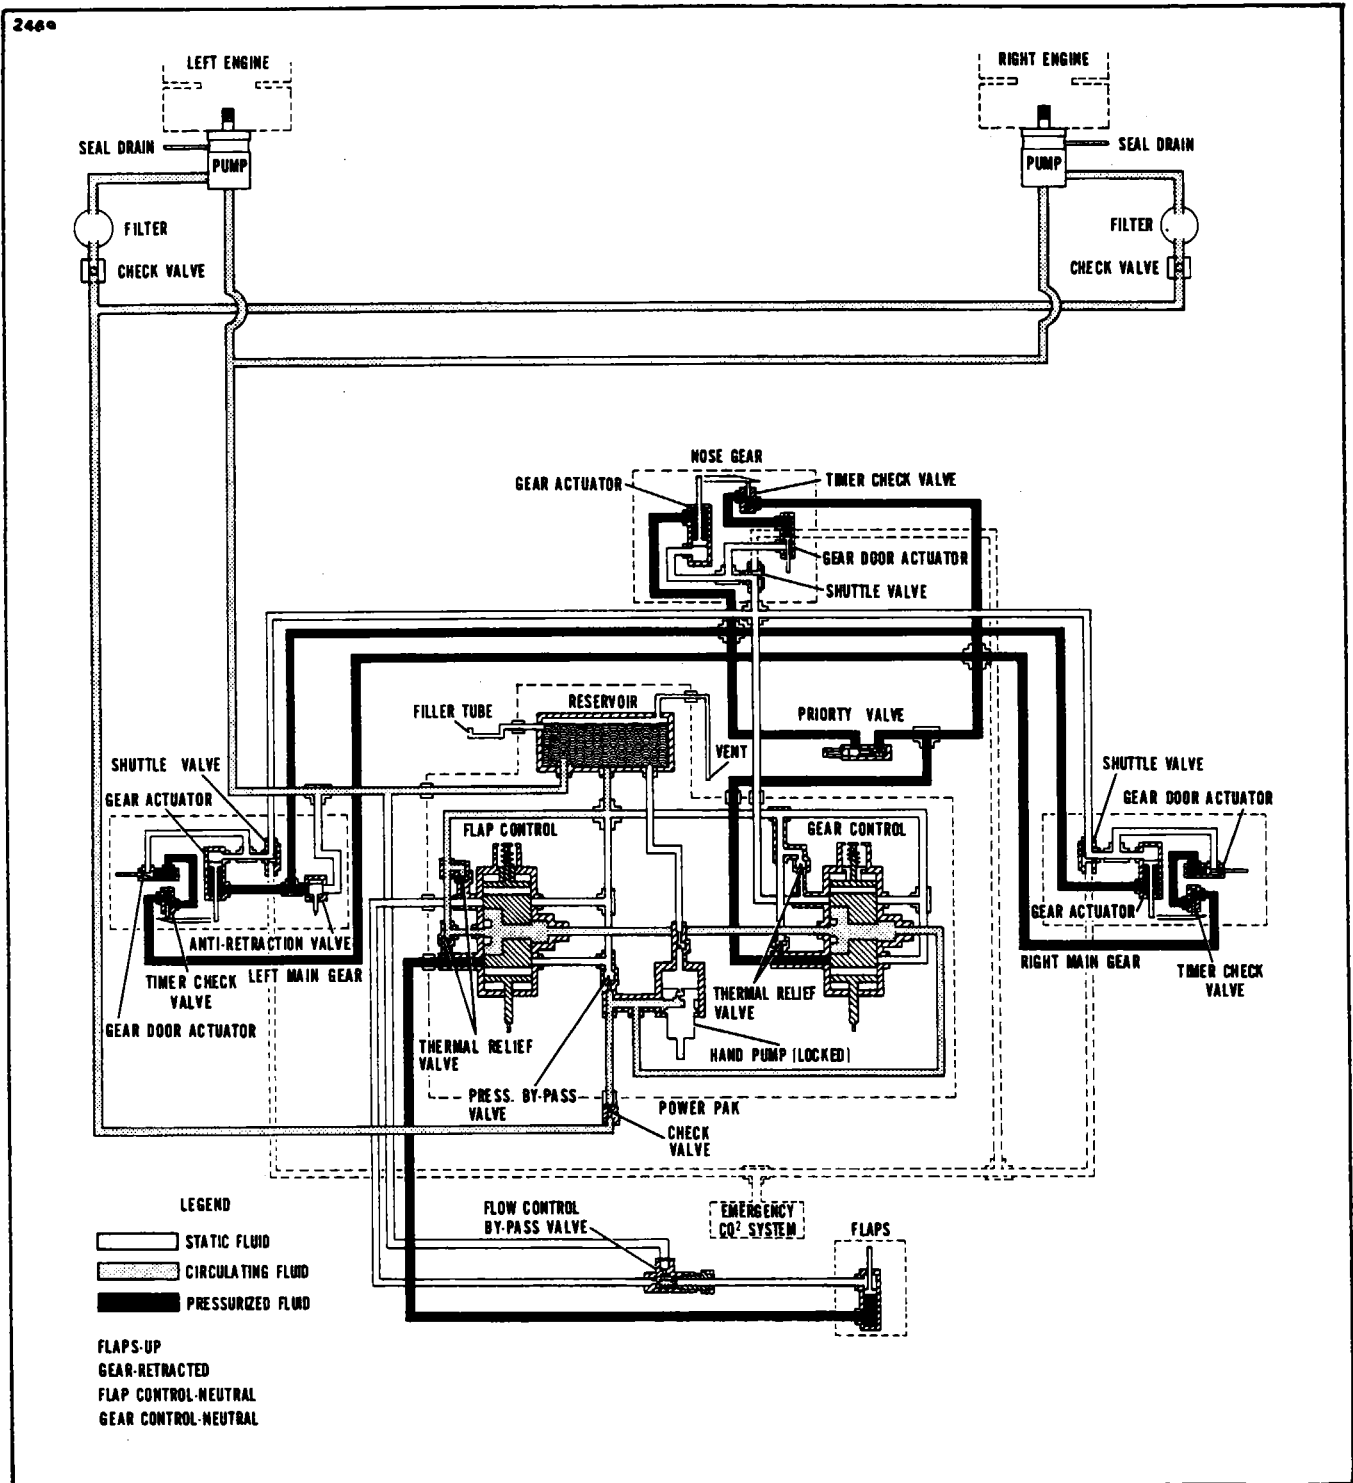 2460
LEFT ENGINE
RIGHT ENGINE
SEAL DRAIN
PUMP
PUMP
SEAL DRAIN
FILTER
FILTER
CHECK VALVE
CHECK VALVE
NOSE GEAR
GEAR ACTUATOR
TIMER CHECK VALVE
GEAR DOOR ACTUATOR
SHUTTLE VALVE
RESERVOIR
FILLER TUBE
PRIORTY VALVE
VENT
SHUTTLE VALVE
SHUTTLE VALVE
GEAR ACTUATOR
GEAR DOOR ACTUATOR
FLAP CONTROL
GEAR CONTROL
GEAR ACTUATOR
ANTI-RETRACTION VALVE
LEFT MAIN GEAR
RIGHT MAIN GEAR
TIMER CHECK
VALVE
TIMER CHECK
VALVE
GEAR DOOR ACTUATOR
THERMAL RELIEF
VALVE
THERMAL RELIEF
VALVE
HAND PUMP (LOCKED)
PRESS. BY-PASS
VALVE
POWER PAK
CHECK
VALVE
LEGEND
STATIC FLUID
CIRCULATING FLUID
PRESSURIZED FLUID
FLOW CONTROL
BY-PASS VALVE
EMERGENCY
CO² SYSTEM
FLAPS
FLAPS-UP
GEAR-RETRACTED
FLAP CONTROL-NEUTRAL
GEAR CONTROL-NEUTRAL